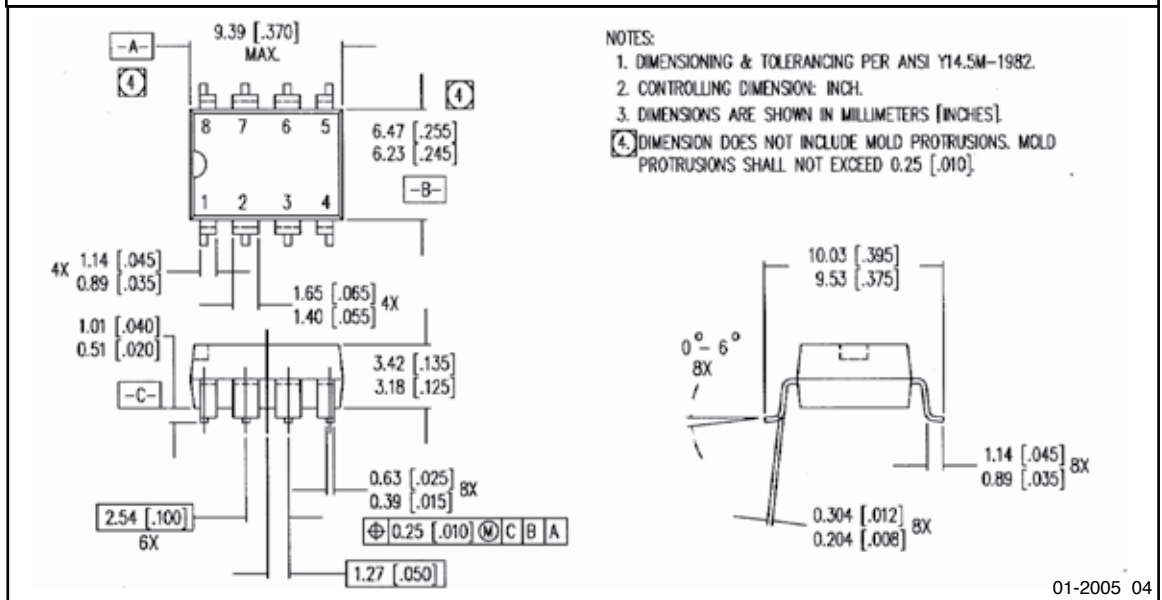 9.39 [.370]
MAX.
-A-
4
4
8 7 6 5
1 2 3 4
6.47 [.255]
6.23 [.245]
-B-
4X 1.14 [.045]
0.89 [.035]
1.65 [.065] 4X
1.40 [.055]
1.01 [.040]
0.51 [.020]
-C-
3.42 [.135]
3.18 [.125]
0.63 [.025] 8X
0.39 [.015]
2.54 [.100]
6X
⌖ 0.25 [.010] Ⓜ C B A
1.27 [.050]
NOTES:
1. DIMENSIONING & TOLERANCING PER ANSI Y14.5M-1982.
2. CONTROLLING DIMENSION: INCH.
3. DIMENSIONS ARE SHOWN IN MILLIMETERS [INCHES].
4. DIMENSION DOES NOT INCLUDE MOLD PROTRUSIONS. MOLD
PROTRUSIONS SHALL NOT EXCEED 0.25 [.010].
10.03 [.395]
9.53 [.375]
0°-6°
8X
1.14 [.045] 8X
0.89 [.035]
0.304 [.012] 8X
0.204 [.008]
01-2005 04